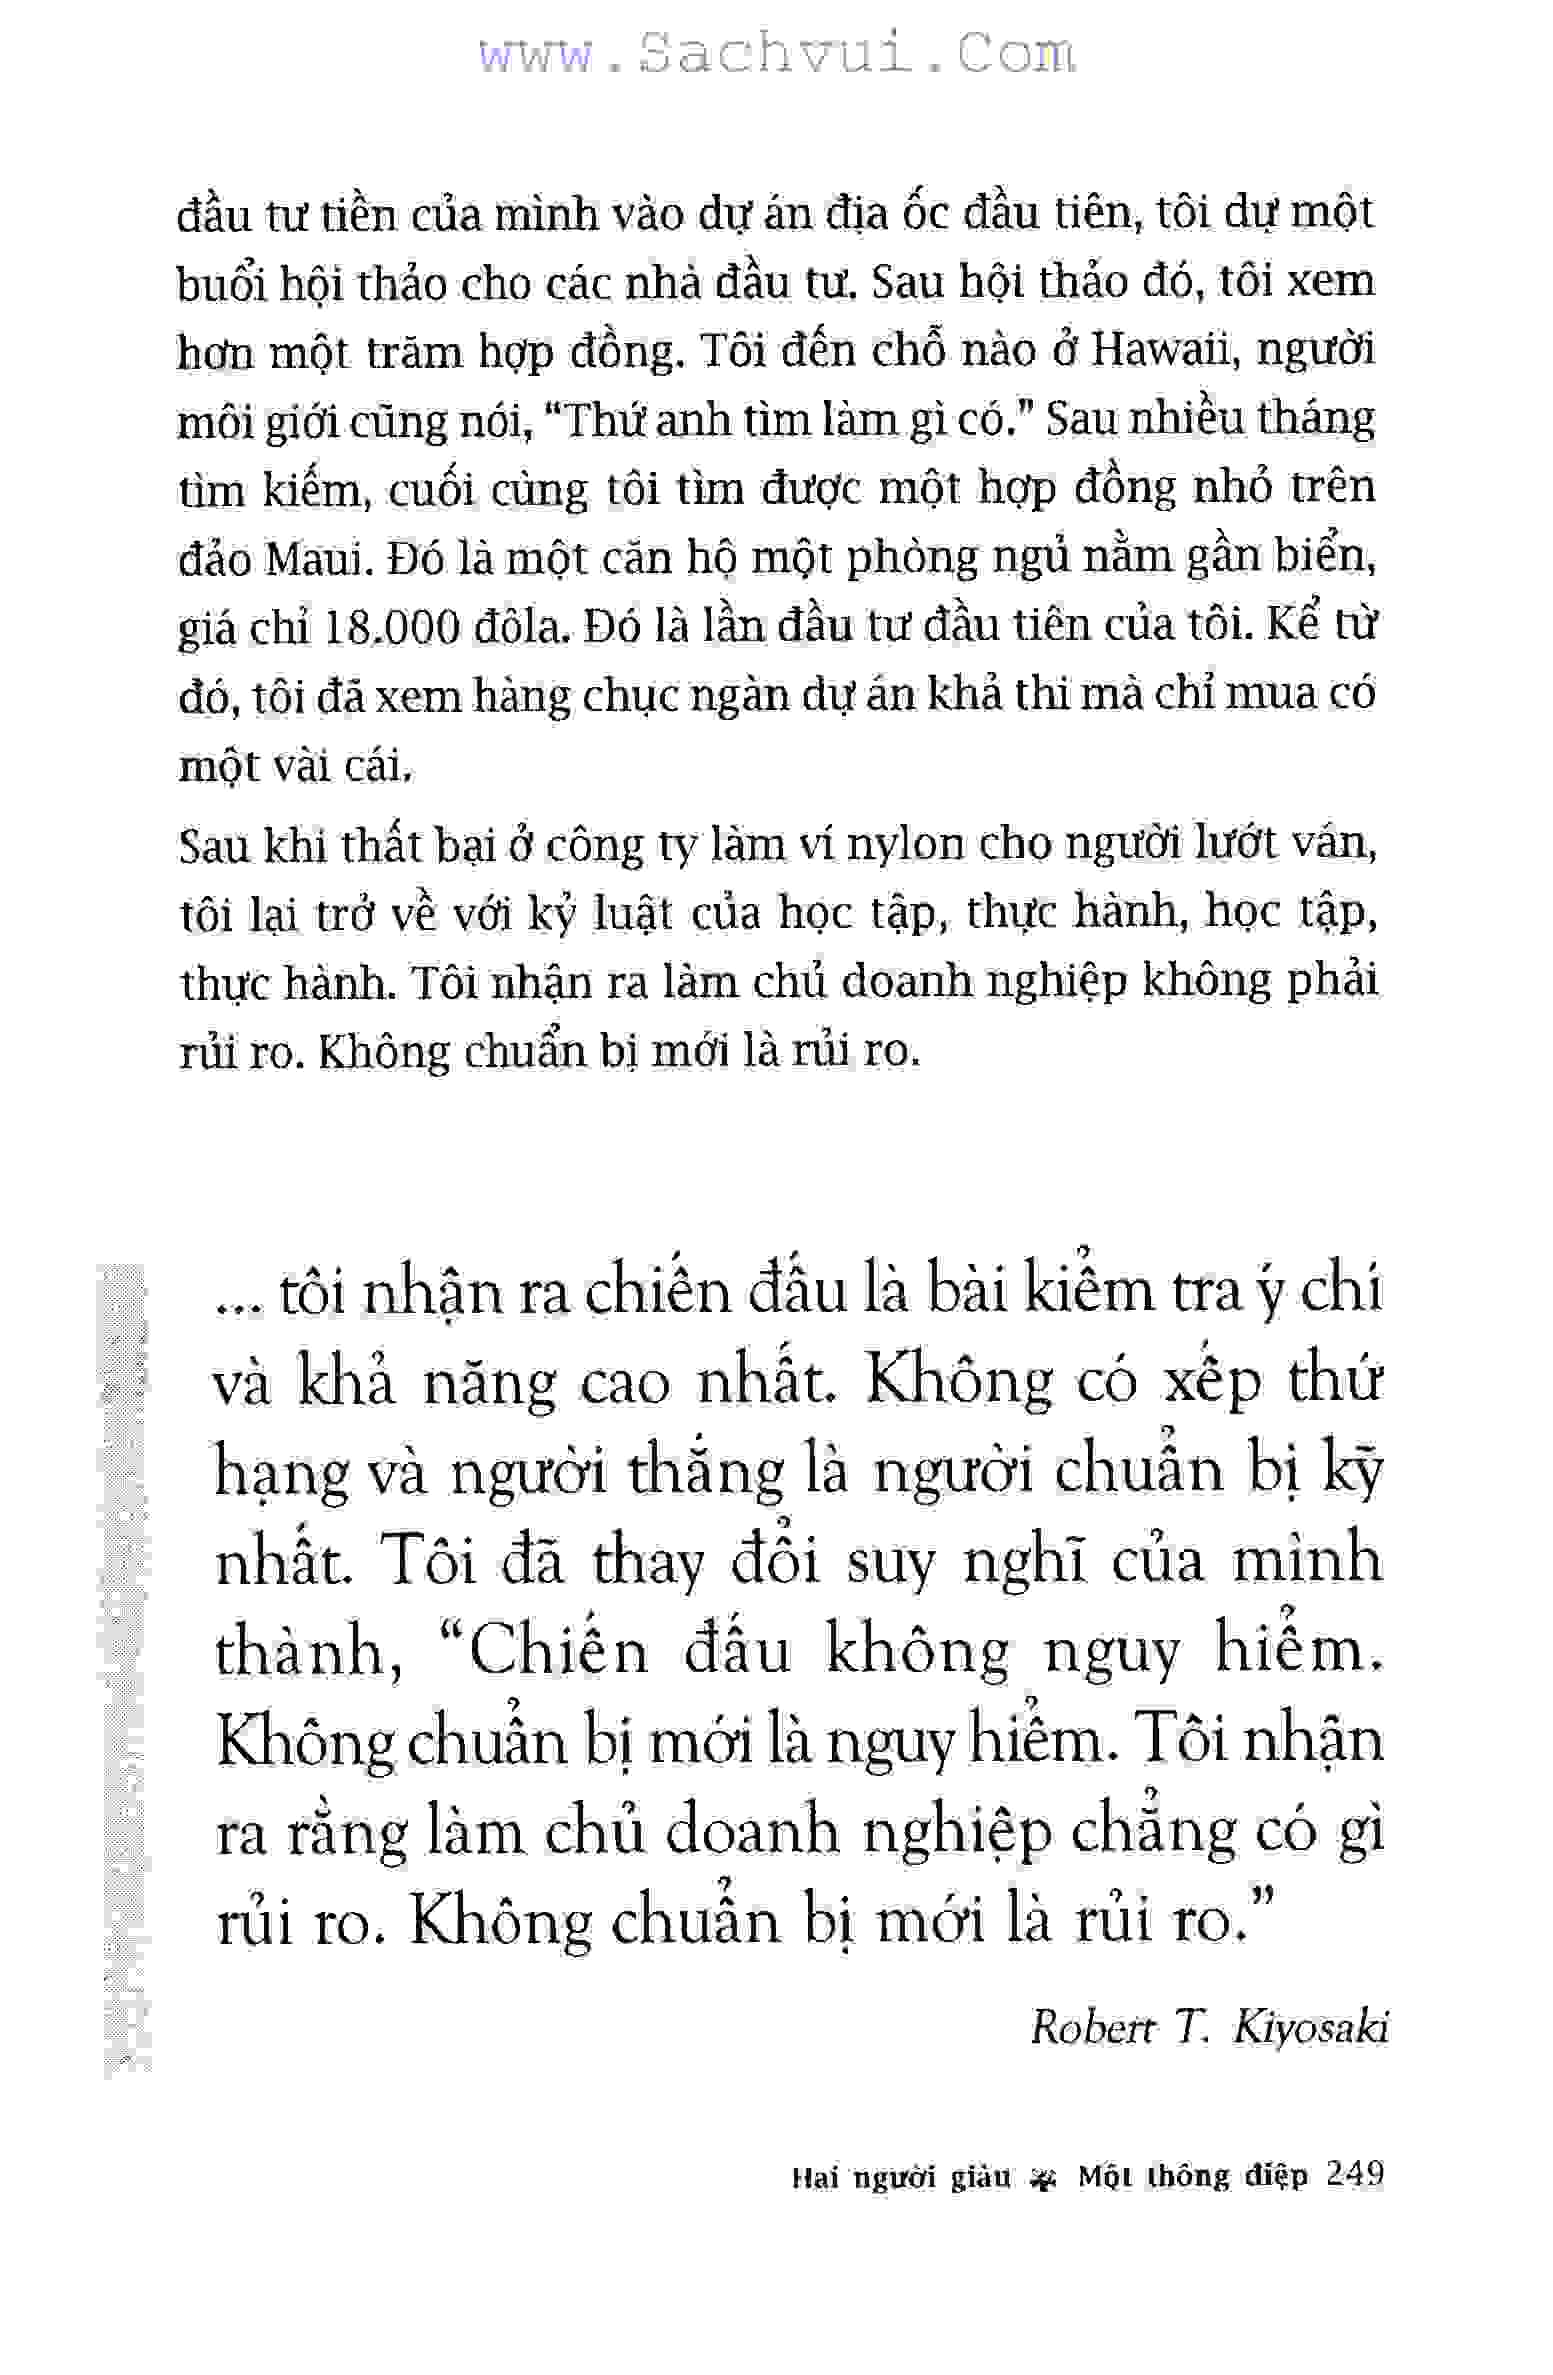 www.Sachvui.Com
đầu tư tiền của mình vào dự án địa ốc đầu tiên, tôi dự một
buổi hội thảo cho các nhà đầu tư. Sau hội thảo đó, tôi xem
hơn một trăm hợp đồng. Tôi đến chỗ nào ở Hawaii, người
môi giới cũng nói, “Thứ anh tìm làm gì có.” Sau nhiều tháng
tìm kiếm, cuối cùng tôi tìm được một hợp đồng nhỏ trên
đảo Maui. Đó là một căn hộ một phòng ngủ nằm gần biển,
giá chỉ 18.000 đôla. Đó là lần đầu tư đầu tiên của tôi. Kể từ
đó, tôi đã xem hàng chục ngàn dự án khả thi mà chỉ mua có
một vài cái.
Sau khi thất bại ở công ty làm ví nylon cho người lướt ván,
tôi lại trở về với kỷ luật của học tập, thực hành, học tập,
thực hành. Tôi nhận ra làm chủ doanh nghiệp không phải
rủi ro. Không chuẩn bị mới là rủi ro.
... tôi nhận ra chiến đấu là bài kiểm tra ý chí
và khả năng cao nhất. Không có xếp thứ
hạng và người thắng là người chuẩn bị kỹ
nhất. Tôi đã thay đổi suy nghĩ của mình
thành, “Chiến đấu không nguy hiểm.
Không chuẩn bị mới là nguy hiểm. Tôi nhận
ra rằng làm chủ doanh nghiệp chẳng có gì
rủi ro. Không chuẩn bị mới là rủi ro.”
Robert T. Kiyosaki
Hai người giàu Một thông điệp 249